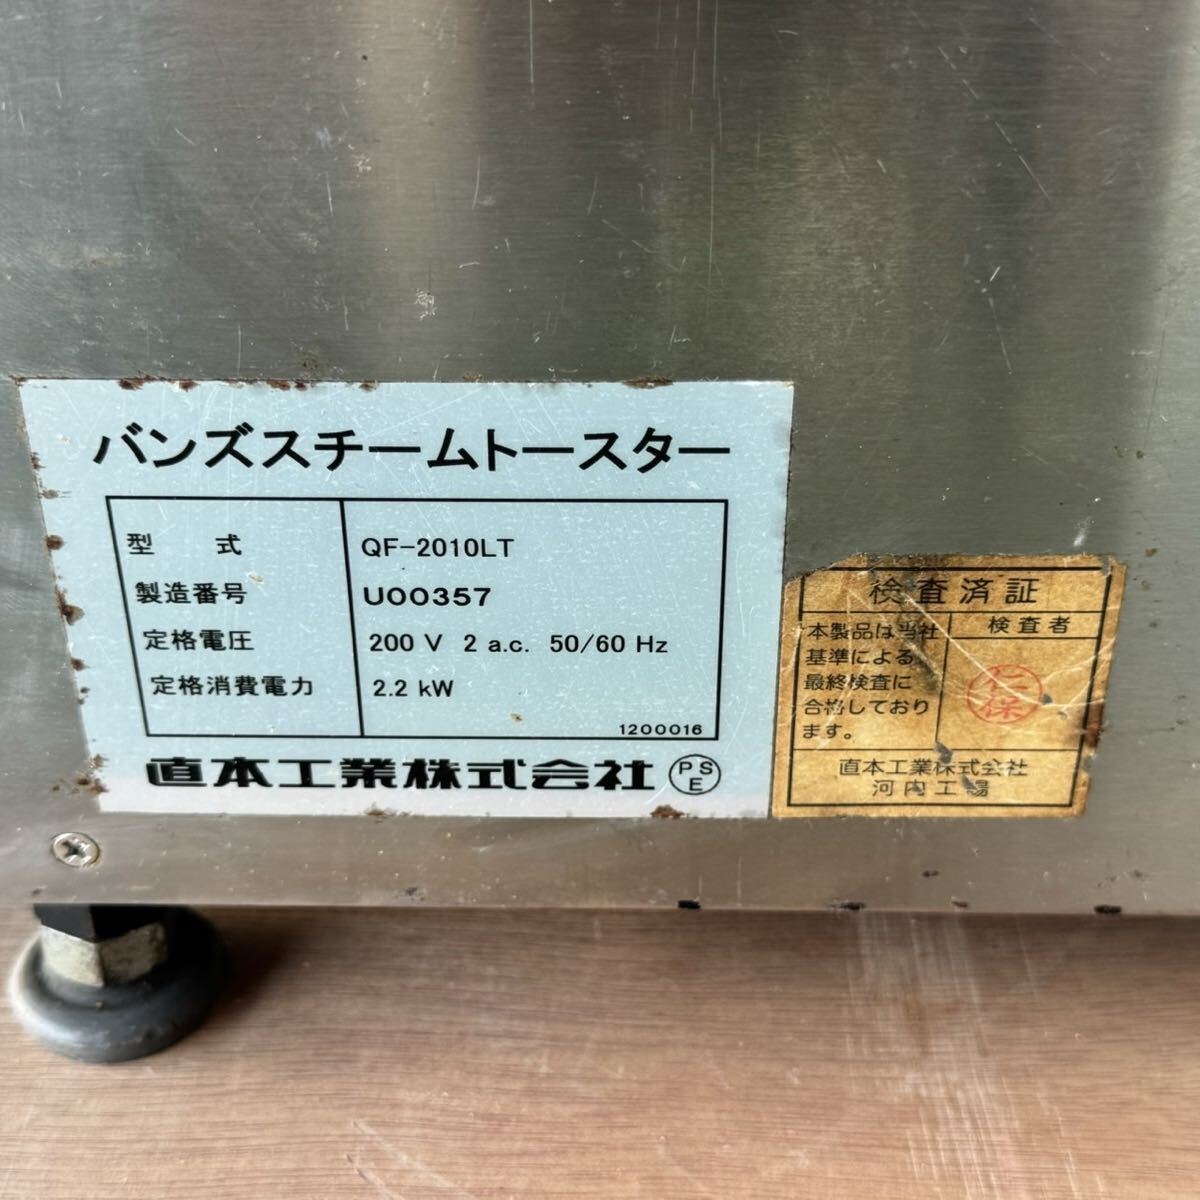 バンズスチームトースター
型 式 QF-2010LT
製造番号 U00357
定格電圧 200 V 2 a.c. 50/60 Hz
定格消費電力 2.2 kW
1200016
直本工業株式会社 PSE
検査済証
本製品は当社
基準による
最終検査に
合格しており
ます。
検査者
仁保
直本工業株式会社
河内工場